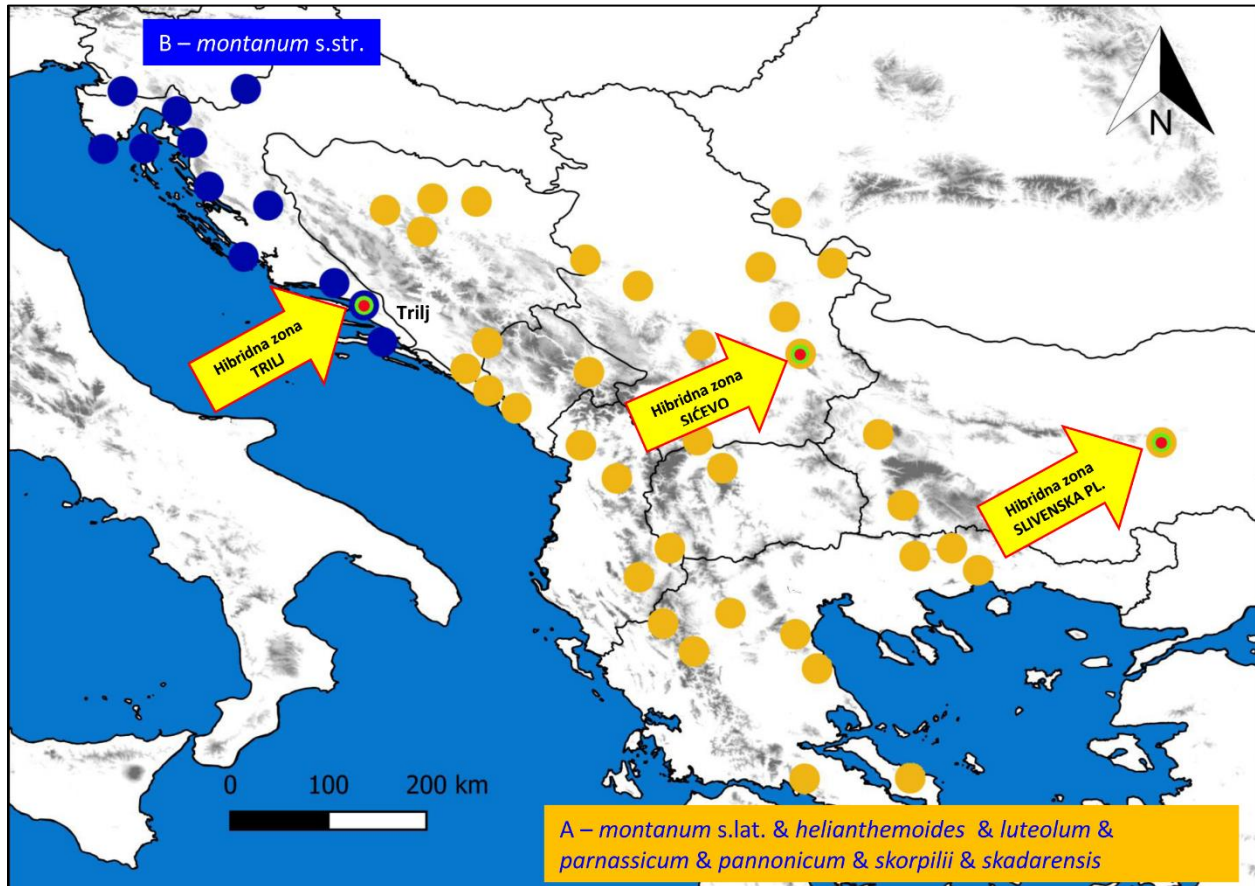 B – montanum s.str.
N
Trilj
Hibridna zona
TRILJ
Hibridna zona
SIĆEVO
Hibridna zona
SLIVENSKA PL.
0 100 200 km
A – montanum s.lat. & helianthemoides & luteolum &
parnassicum & pannonicum & skorpilii & skadarensis